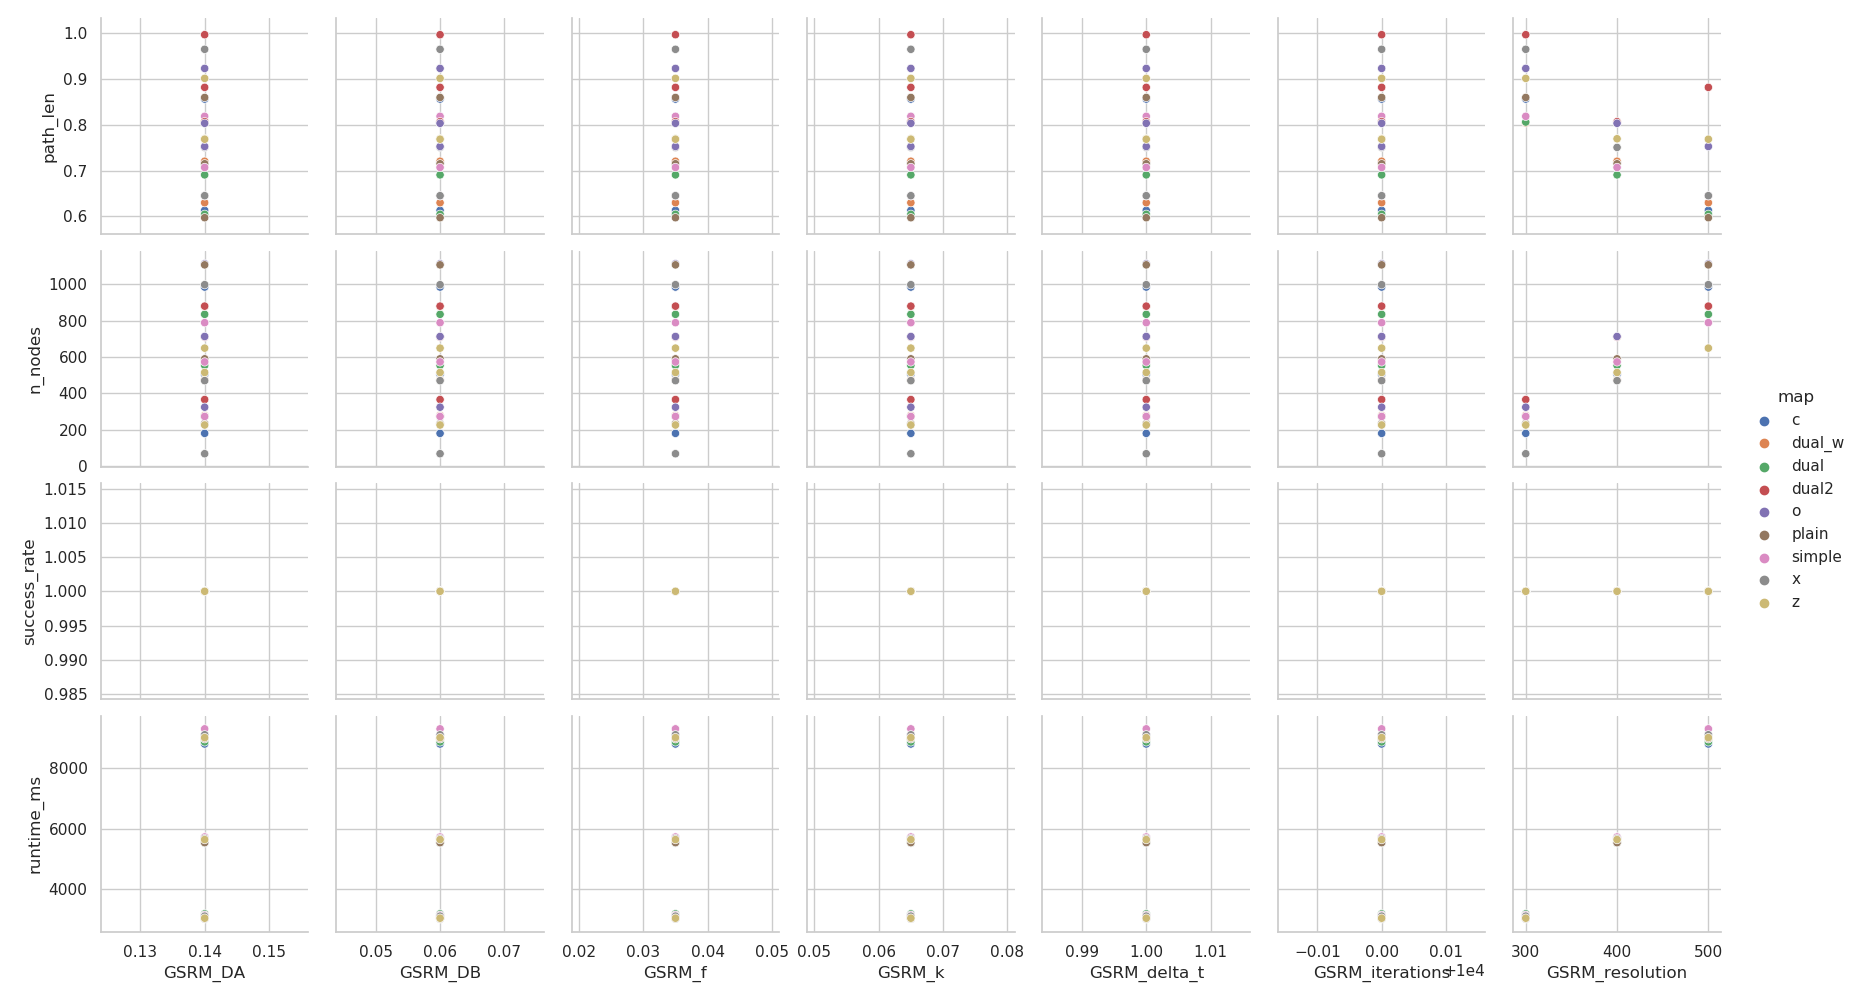 1.0
0.9
0.8
0.7
0.6
path_len
1000
800
600
400
200
0
n_nodes
1.015
1.010
1.005
1.000
0.995
0.990
0.985
success_rate
8000
6000
4000
runtime_ms
0.13 0.14 0.15
GSRM_DA
0.05 0.06 0.07
GSRM_DB
0.02 0.03 0.04 0.05
GSRM_f
0.05 0.06 0.07 0.08
GSRM_k
0.99 1.00 1.01
GSRM_delta_t
−0.01 0.00 0.01
+1e4
GSRM_iterations
300 400 500
GSRM_resolution
map
c
dual_w
dual
dual2
o
plain
simple
x
z